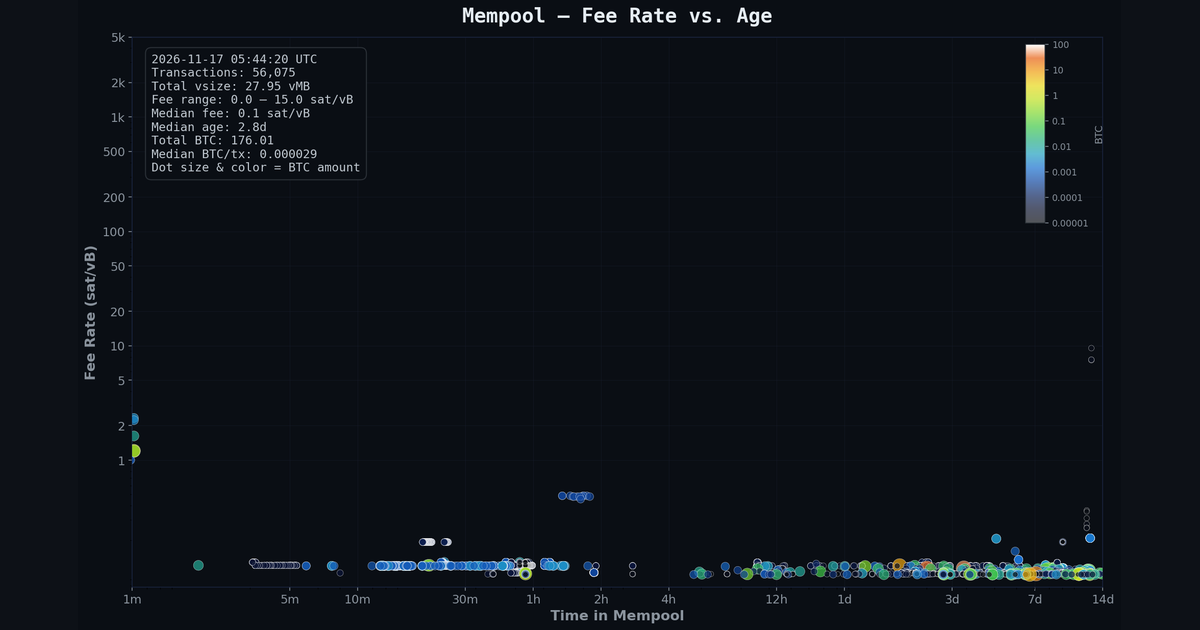 Mempool — Fee Rate vs. Age
2026-11-17 05:44:20 UTC
Transactions: 56,075
Total vsize: 27.95 vMB
Fee range: 0.0 — 15.0 sat/vB
Median fee: 0.1 sat/vB
Median age: 2.8d
Total BTC: 176.01
Median BTC/tx: 0.000029
Dot size & color = BTC amount
100
10
1
0.1
0.01
0.001
0.0001
0.00001
BTC
Fee Rate (sat/vB)
5k
2k
1k
500
200
100
50
20
10
5
2
1
1m
5m
10m
30m
1h
2h
4h
12h
1d
3d
7d
14d
Time in Mempool